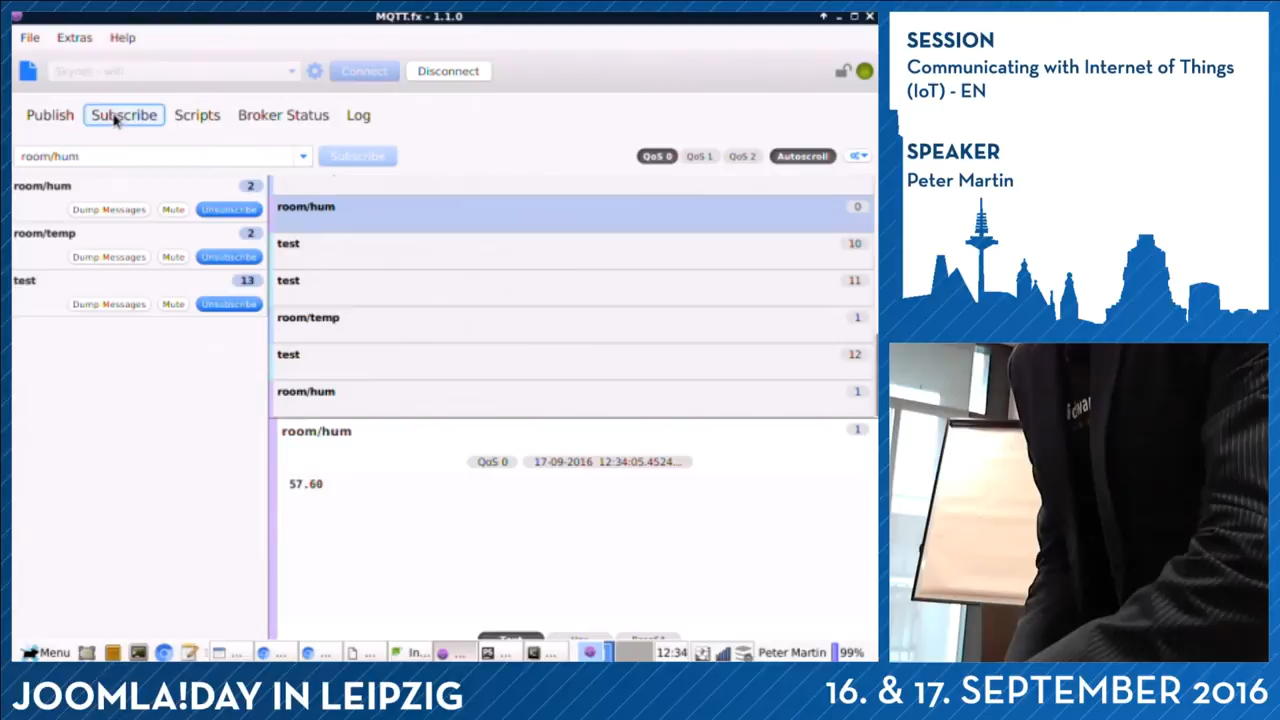 MQTT.fx - 1.1.0
File Extras Help
Skynet - wifi Connect Disconnect
Publish Subscribe Scripts Broker Status Log
room/hum Subscribe QoS 0 QoS 1 QoS 2 Autoscroll
room/hum 2
Dump Messages Mute Unsubscribe
room/temp 2
Dump Messages Mute Unsubscribe
test 13
Dump Messages Mute Unsubscribe
room/hum 0
test 10
test 11
room/temp 1
test 12
room/hum 1
room/hum 1
QoS 0 17-09-2016 12:34:05.4524...
57.60
Menu ... ... ... ... In... ... ... ... 12:34 Peter Martin 99%
SESSION
Communicating with Internet of Things
(IoT) - EN
SPEAKER
Peter Martin
JOOMLA!DAY IN LEIPZIG
16. & 17. SEPTEMBER 2016